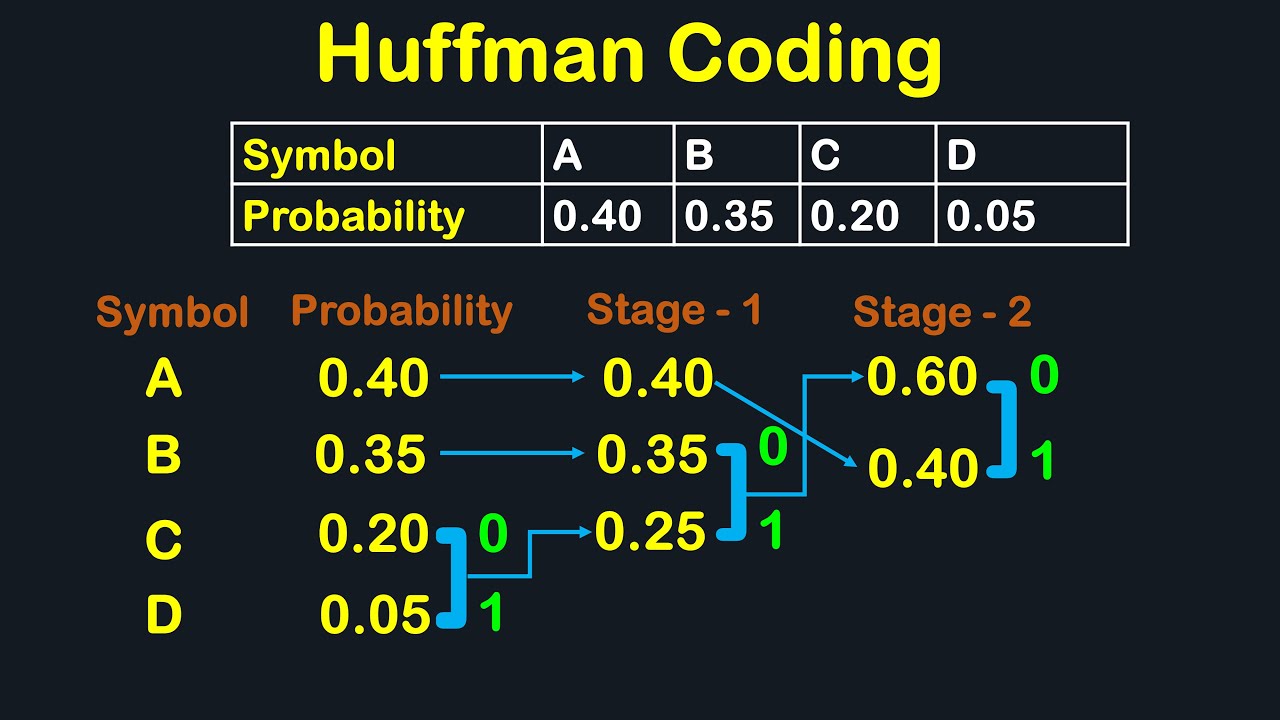 Huffman Coding
Symbol A B C D
Probability 0.40 0.35 0.20 0.05
Symbol Probability Stage - 1 Stage - 2
A 0.40 0.40 0.60 0
B 0.35 0.35 0 0.40 1
C 0.20 0 0.25 1
D 0.05 1